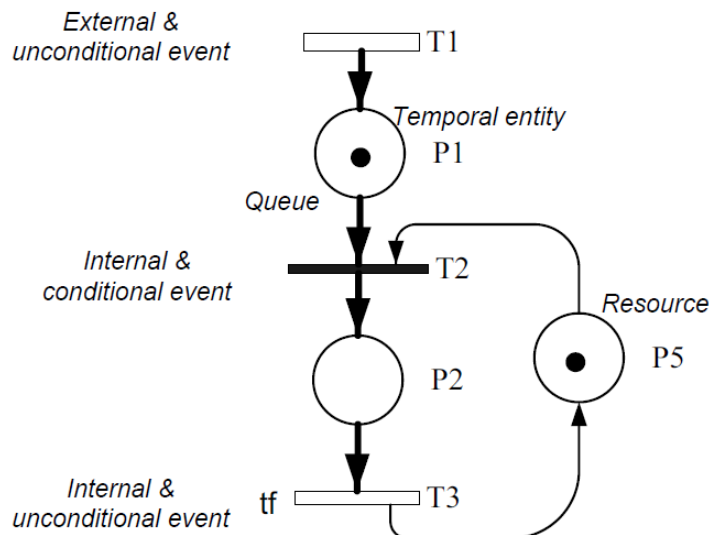 External &
unconditional event
T1
Temporal entity
P1
Queue
Internal &
conditional event
T2
Resource
P2
P5
Internal &
unconditional event
tf
T3